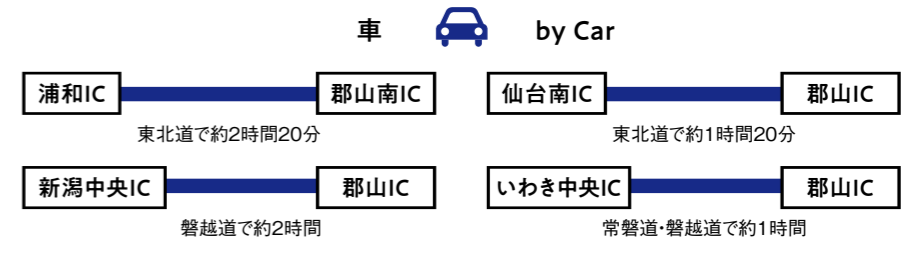 車 by Car
浦和IC 郡山南IC
東北道で約2時間20分
仙台南IC 郡山IC
東北道で約1時間20分
新潟中央IC 郡山IC
磐越道で約2時間
いわき中央IC 郡山IC
常磐道・磐越道で約1時間